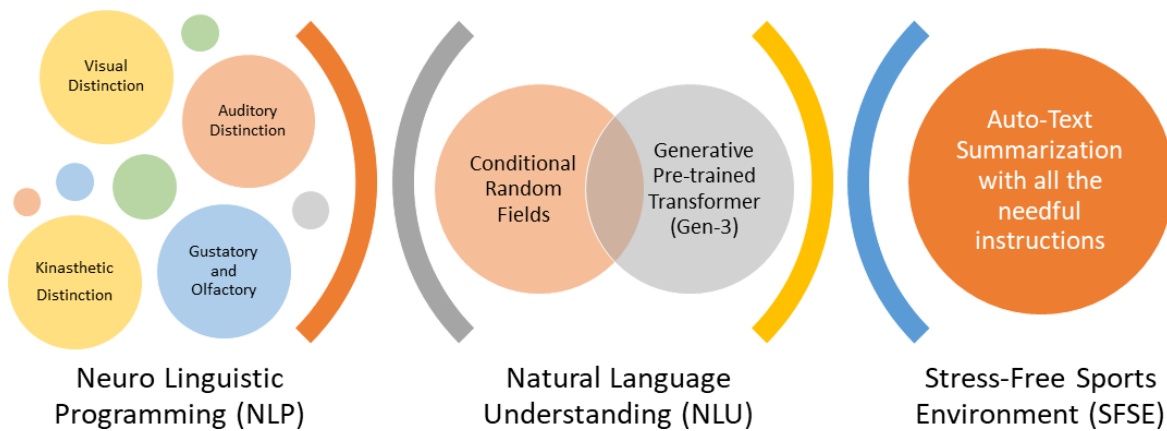 Visual
Distinction
Auditory
Distinction
Kinasthetic
Distinction
Gustatory
and
Olfactory
Neuro Linguistic
Programming (NLP)
Conditional
Random
Fields
Generative
Pre-trained
Transformer
(Gen-3)
Natural Language
Understanding (NLU)
Auto-Text
Summarization
with all the
needful
instructions
Stress-Free Sports
Environment (SFSE)